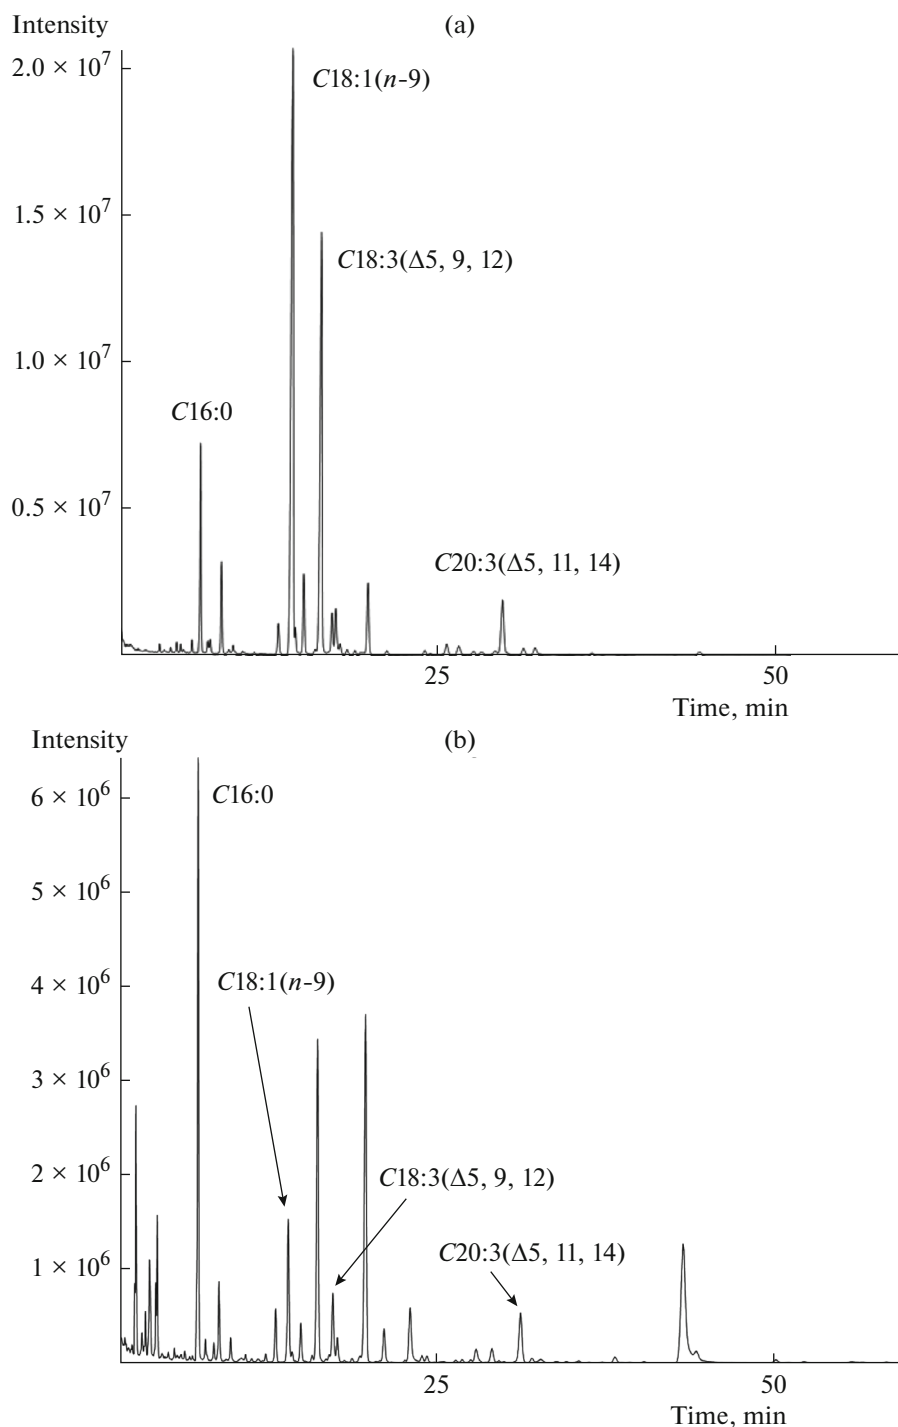 Intensity (a)
2.0 × 10⁷
C18:1(n-9)
1.5 × 10⁷
C18:3(Δ5, 9, 12)
1.0 × 10⁷
C16:0
0.5 × 10⁷
C20:3(Δ5, 11, 14)
25 50
Time, min
Intensity (b)
6 × 10⁶
C16:0
5 × 10⁶
C18:1(n-9)
4 × 10⁶
3 × 10⁶
2 × 10⁶
C18:3(Δ5, 9, 12)
C20:3(Δ5, 11, 14)
1 × 10⁶
25 50
Time, min